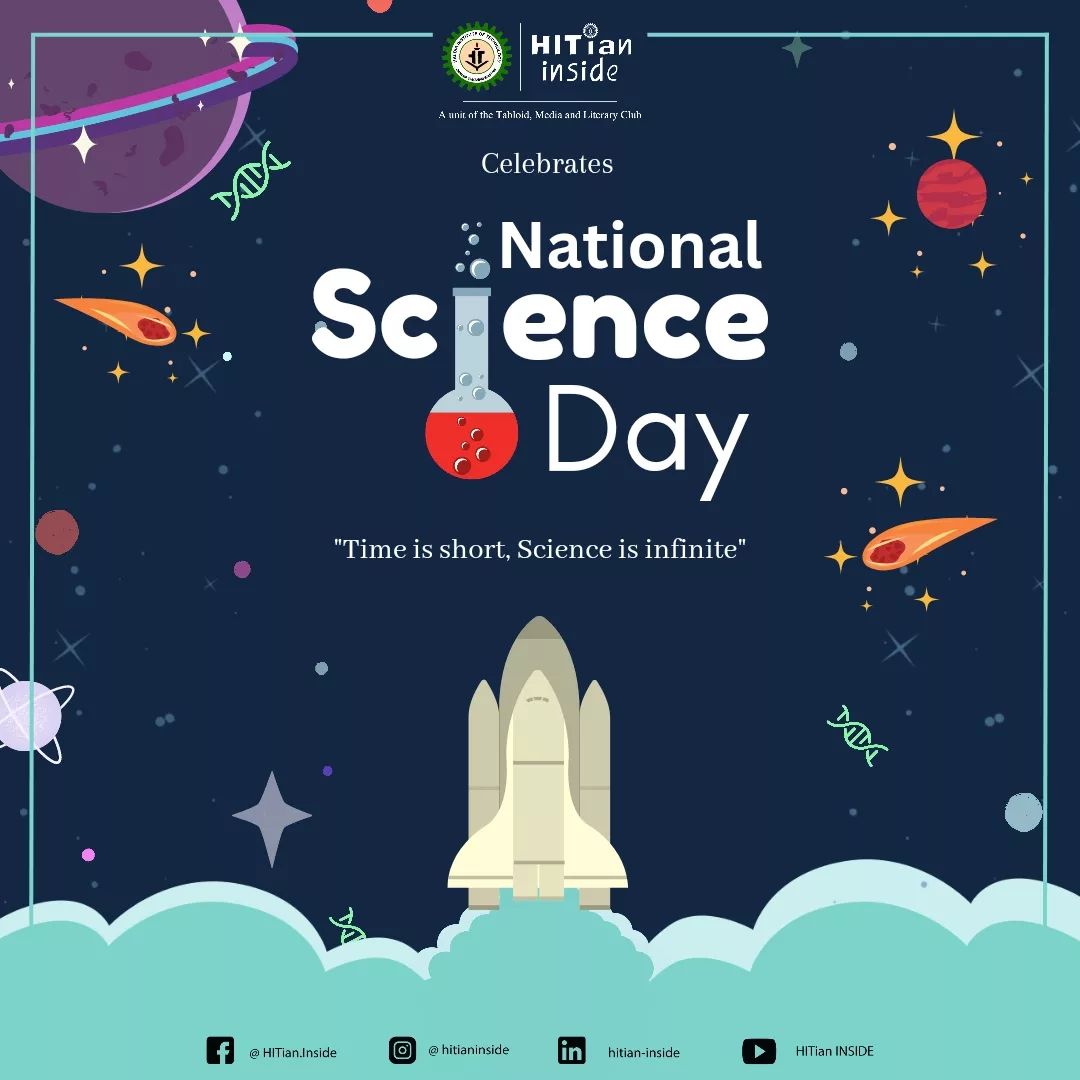 HITian
inside
A unit of the Tabloid, Media and Literary Club
Celebrates
National
Science
Day
"Time is short, Science is infinite"
@ HITian.Inside
@ hitianinside
hitian-inside
HITian INSIDE